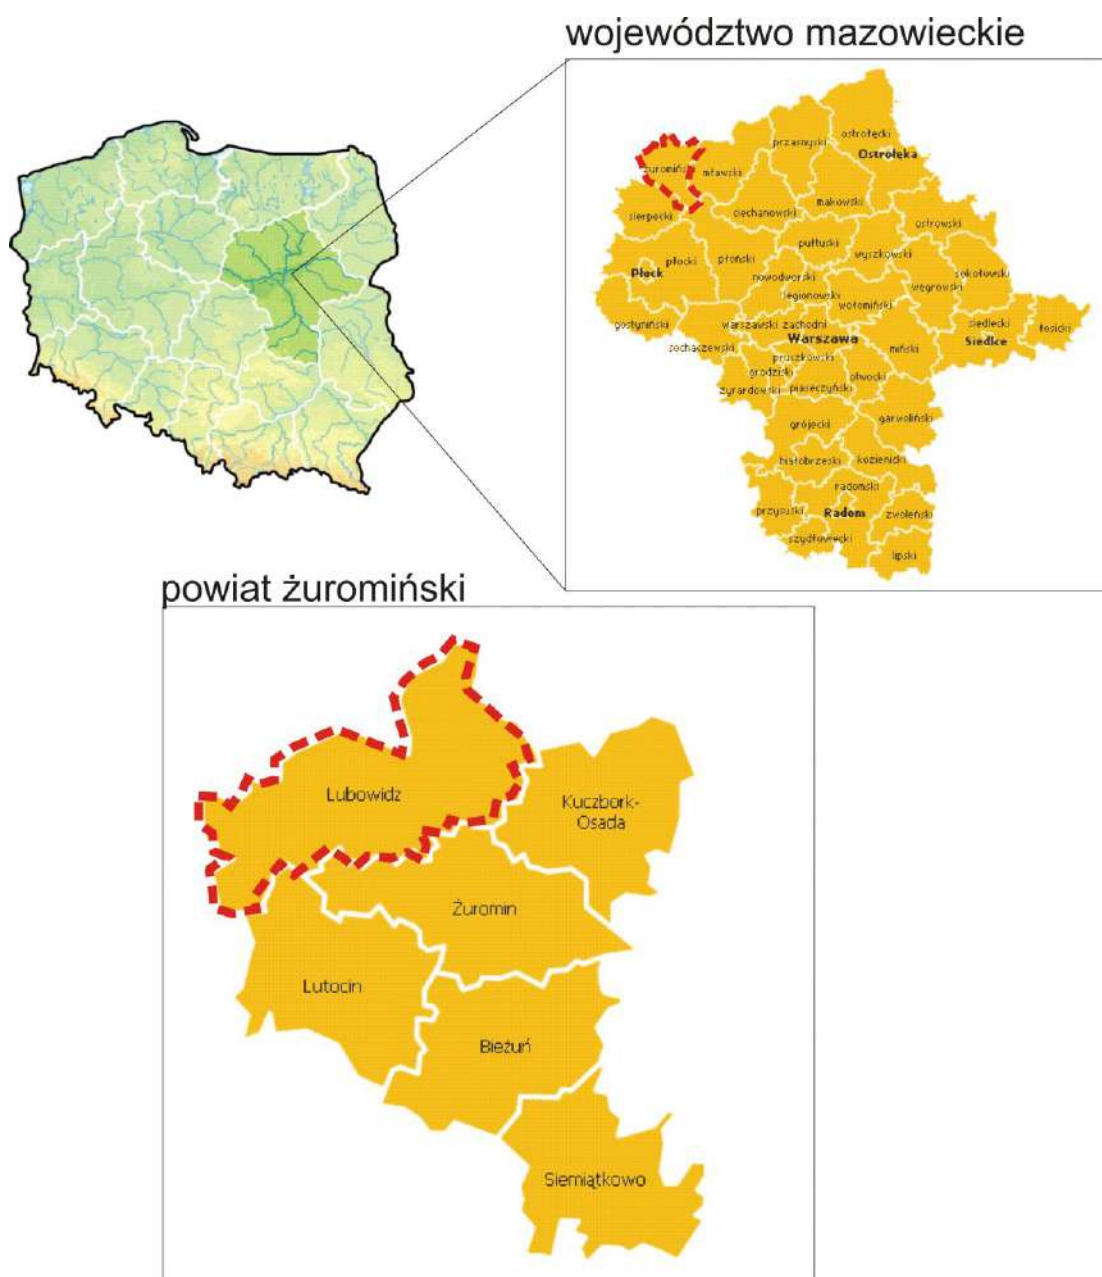 województwo mazowieckie
ostrołęcki
przasnyski
Ostrołęka
żuromiński
mławski
makowski
sierpecki
ciechanowski
ostrowski
pułtuski
wyszkowski
płocki
płoński
Płock
nowodworski
sokołowski
węgrowski
legionowski
wołomiński
gostyniński
warszawski zachodni
siedlecki
łosicki
Warszawa
Siedlce
sochaczewski
miński
pruszkowski
grodziski
otwocki
żyrardowski
piaseczyński
garwoliński
grójecki
białobrzeski
kozienicki
radomski
przysuski
Radom
zwoleński
szydłowiecki
lipski
powiat żuromiński
Lubowidz
Kuczbork-
Osada
Żuromin
Lutocin
Bieżuń
Siemiątkowo